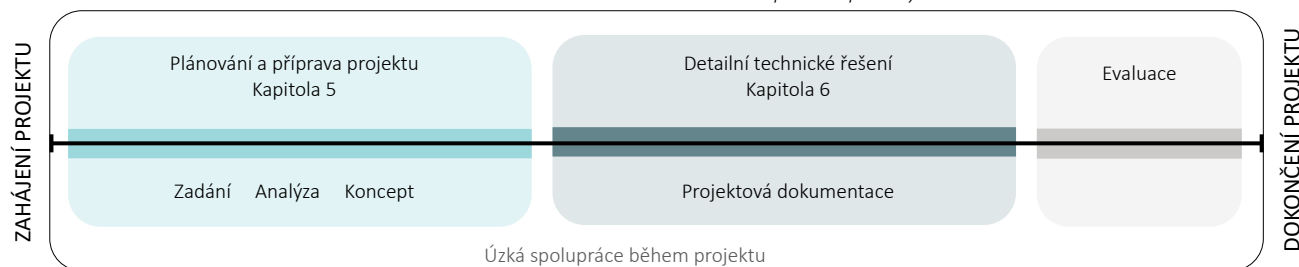 ZAHÁJENÍ PROJEKTU
Plánování a příprava projektu
Kapitola 5
Zadání Analýza Koncept
Detailní technické řešení
Kapitola 6
Projektová dokumentace
Evaluace
Úzká spolupráce během projektu
DOKONČENÍ PROJEKTU